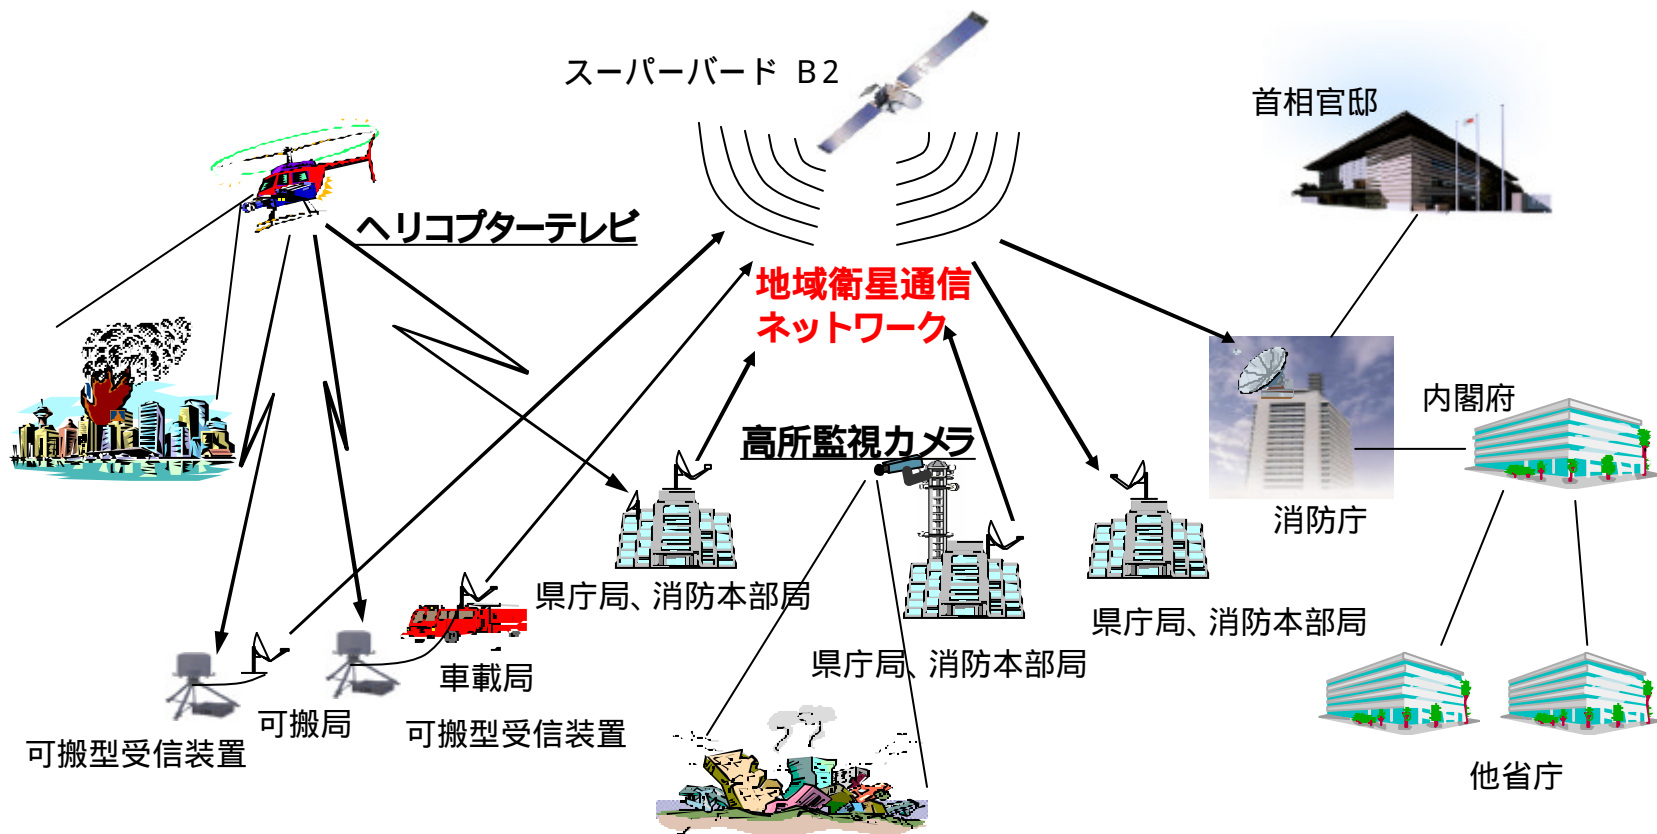 スーパーバード B2
首相官邸
ヘリコプターテレビ
地域衛星通信
ネットワーク
内閣府
高所監視カメラ
消防庁
県庁局、消防本部局
県庁局、消防本部局
県庁局、消防本部局
車載局
可搬局
可搬型受信装置
可搬型受信装置
他省庁